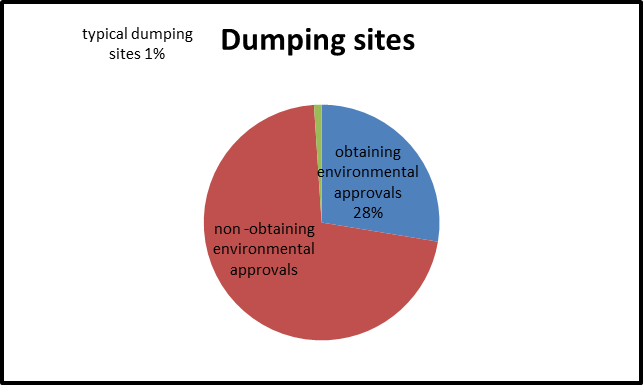 Dumping sites
typical dumping
sites 1%
obtaining
environmental
approvals
28%
non -obtaining
environmental
approvals